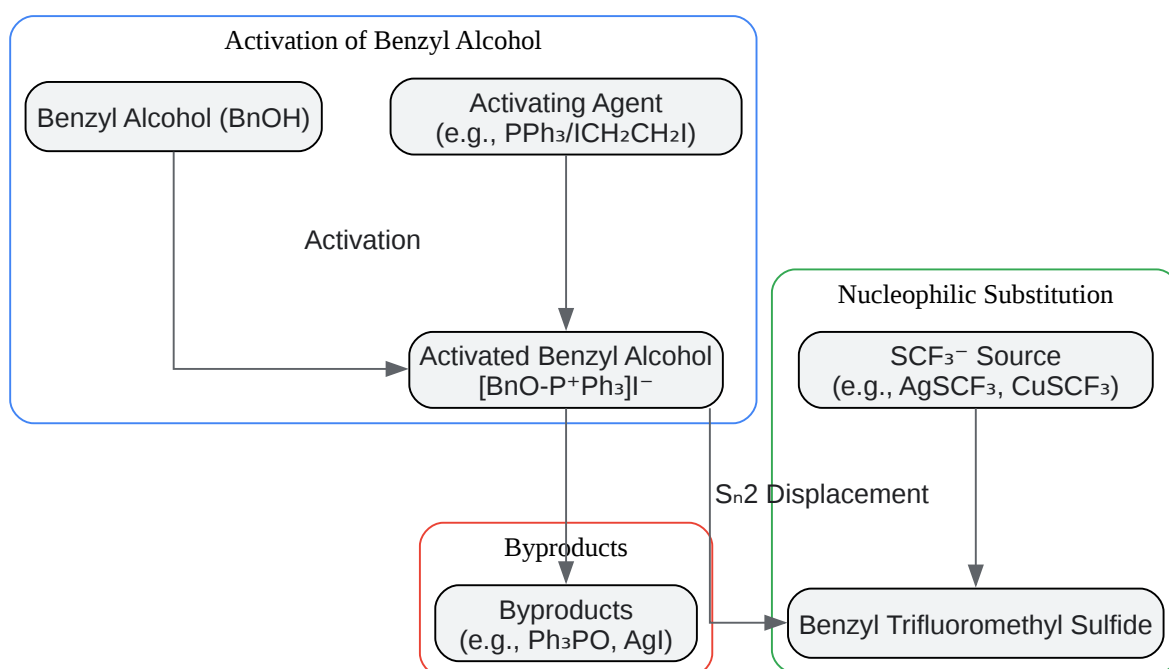 Activation of Benzyl Alcohol
Benzyl Alcohol (BnOH)
Activating Agent
(e.g., PPh₃/ICH₂CH₂I)
Activation
Activated Benzyl Alcohol
[BnO-P⁺Ph₃]I⁻
Nucleophilic Substitution
SCF₃⁻ Source
(e.g., AgSCF₃, CuSCF₃)
Sₙ2 Displacement
Byproducts
Byproducts
(e.g., Ph₃PO, AgI)
Benzyl Trifluoromethyl Sulfide